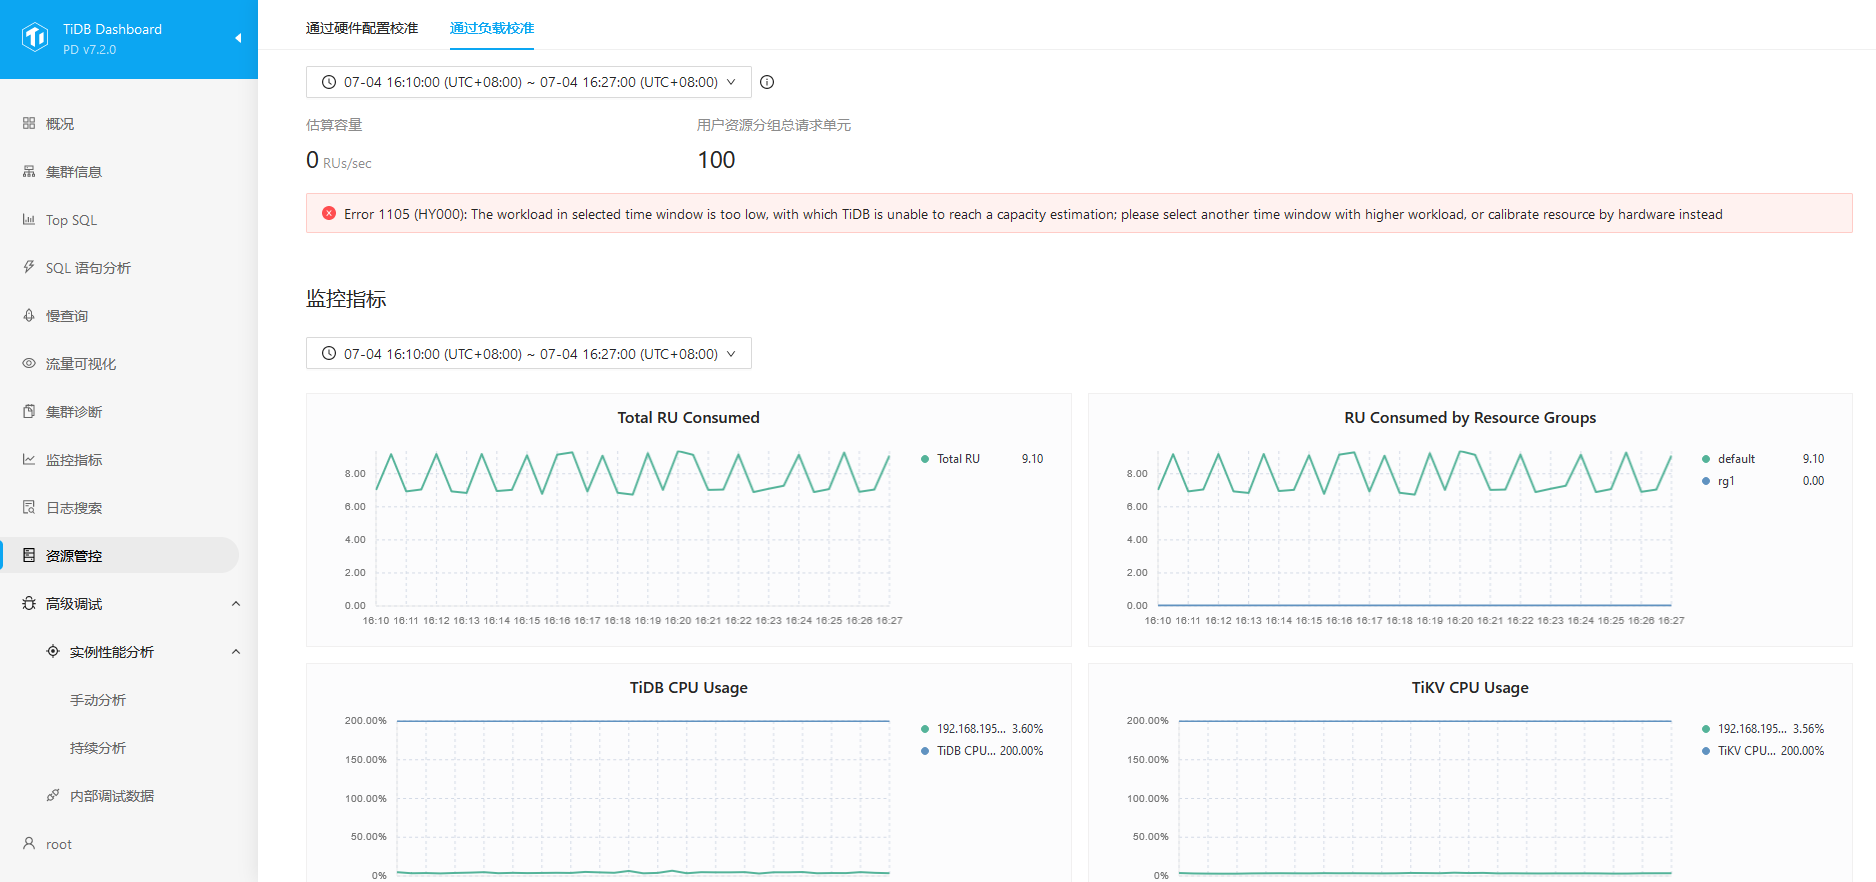 TiDB Dashboard
PD v7.2.0
概况
集群信息
Top SQL
SQL 语句分析
慢查询
流量可视化
集群诊断
监控指标
日志搜索
资源管控
高级调试
实例性能分析
手动分析
持续分析
内部调试数据
root
通过硬件配置校准 通过负载校准
07-04 16:10:00 (UTC+08:00) ~ 07-04 16:27:00 (UTC+08:00)
估算容量 用户资源分组总请求单元
0 RUs/sec 100
Error 1105 (HY000): The workload in selected time window is too low, with which TiDB is unable to reach a capacity estimation; please select another time window with higher workload, or calibrate resource by hardware instead
监控指标
07-04 16:10:00 (UTC+08:00) ~ 07-04 16:27:00 (UTC+08:00)
Total RU Consumed
8.00
6.00
4.00
2.00
0.00
16:10 16:11 16:12 16:13 16:14 16:15 16:16 16:17 16:18 16:19 16:20 16:21 16:22 16:23 16:24 16:25 16:26 16:27
Total RU 9.10
RU Consumed by Resource Groups
8.00
6.00
4.00
2.00
0.00
16:10 16:11 16:12 16:13 16:14 16:15 16:16 16:17 16:18 16:19 16:20 16:21 16:22 16:23 16:24 16:25 16:26 16:27
default 9.10
rg1 0.00
TiDB CPU Usage
200.00%
150.00%
100.00%
50.00%
0%
192.168.195... 3.60%
TiDB CPU... 200.00%
TiKV CPU Usage
200.00%
150.00%
100.00%
50.00%
0%
192.168.195... 3.56%
TiKV CPU... 200.00%